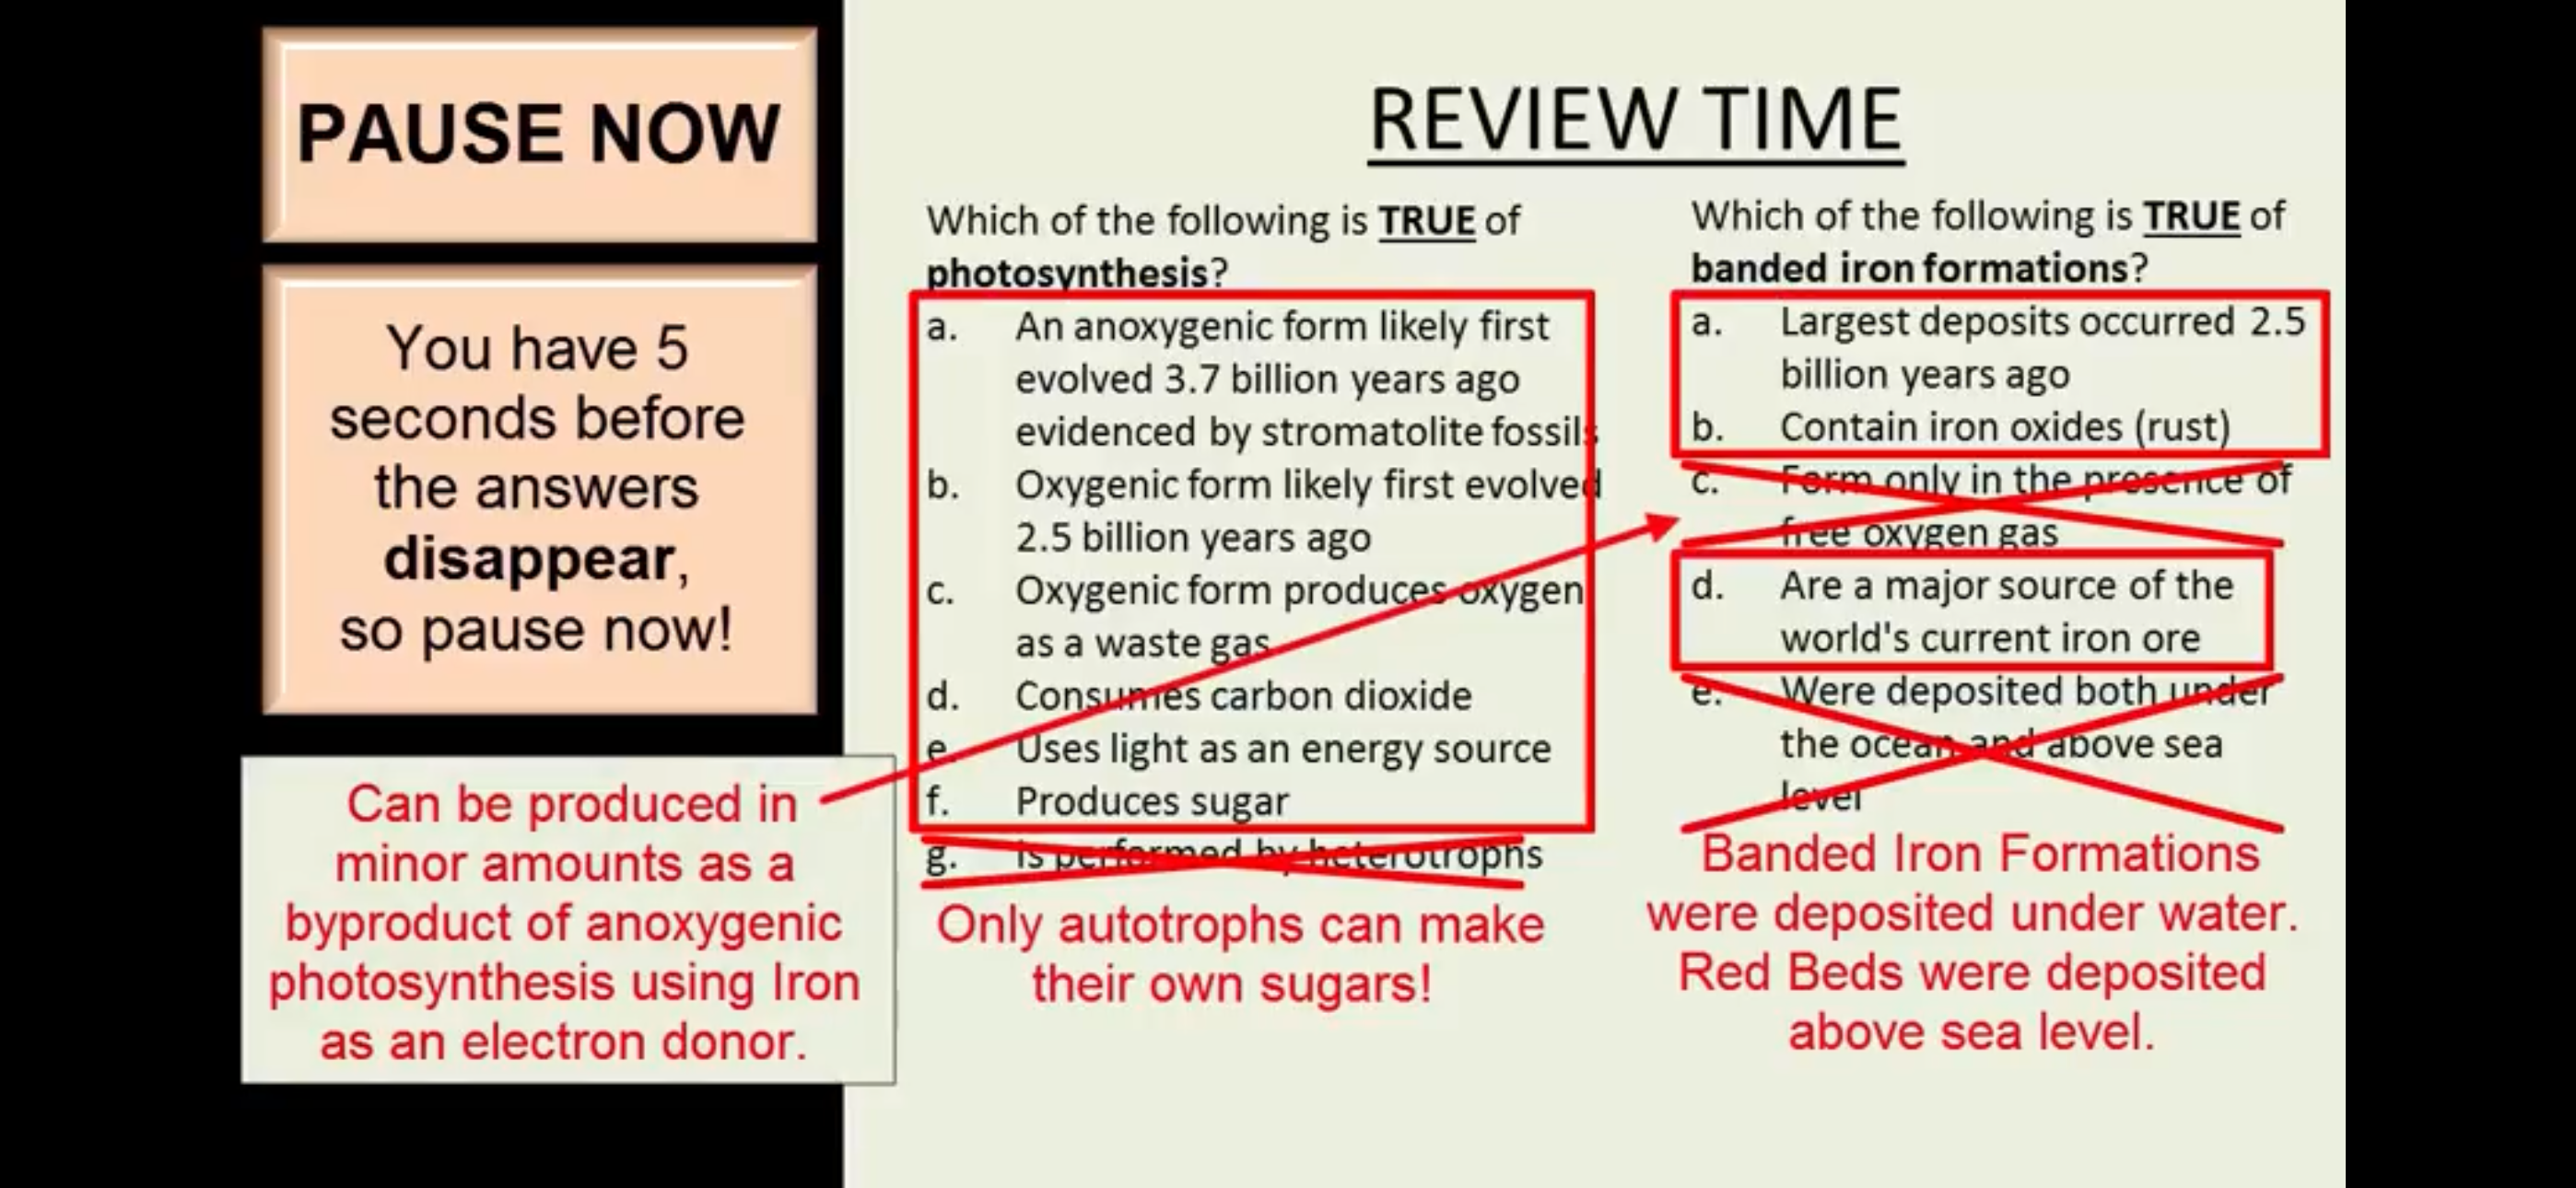 PAUSE NOW
You have 5
seconds before
the answers
disappear,
so pause now!
Can be produced in
minor amounts as a
byproduct of anoxygenic
photosynthesis using Iron
as an electron donor.
REVIEW TIME
Which of the following is TRUE of
photosynthesis?
a. An anoxygenic form likely first
evolved 3.7 billion years ago
evidenced by stromatolite fossils
b. Oxygenic form likely first evolved
2.5 billion years ago
c. Oxygenic form produces oxygen
as a waste gas
d. Consumes carbon dioxide
e. Uses light as an energy source
f. Produces sugar
g. Is performed by heterotrophs
Only autotrophs can make
their own sugars!
Which of the following is TRUE of
banded iron formations?
a. Largest deposits occurred 2.5
billion years ago
b. Contain iron oxides (rust)
c. Form only in the presence of
free oxygen gas
d. Are a major source of the
world's current iron ore
e. Were deposited both under
the ocean and above sea
level
Banded Iron Formations
were deposited under water.
Red Beds were deposited
above sea level.